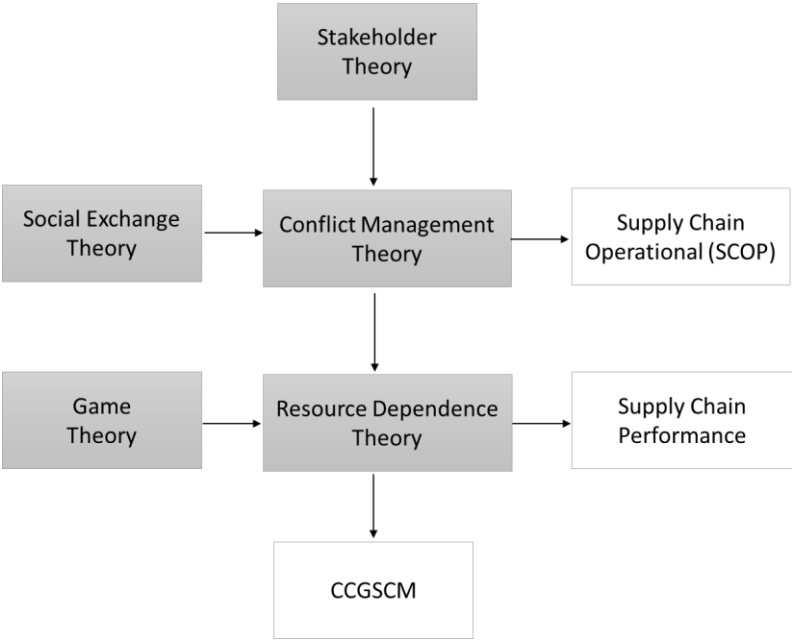 Stakeholder
Theory
Social Exchange
Theory
Conflict Management
Theory
Supply Chain
Operational (SCOP)
Game
Theory
Resource Dependence
Theory
Supply Chain
Performance
CCGSCM